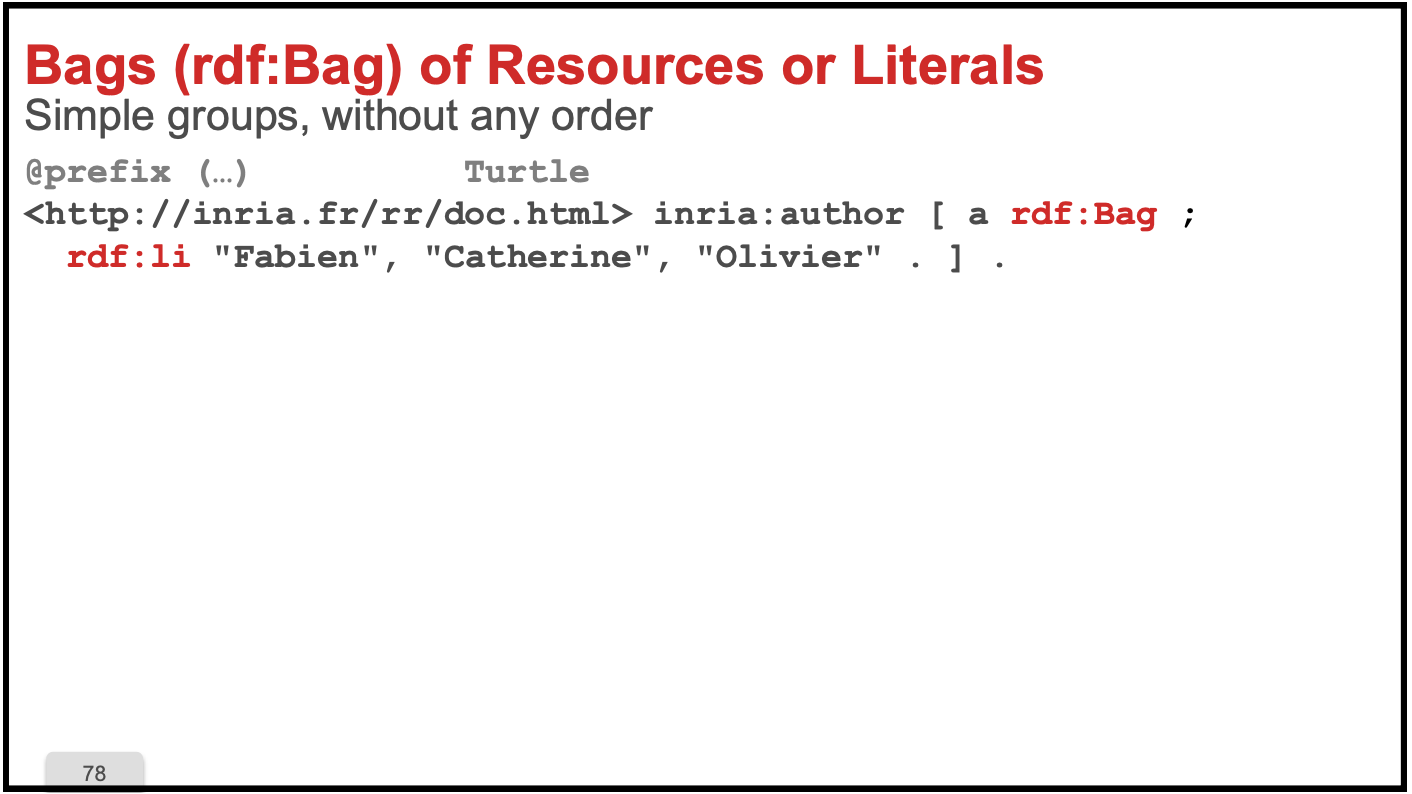 Bags (rdf:Bag) of Resources or Literals
Simple groups, without any order
@prefix (…) Turtle
<http://inria.fr/rr/doc.html> inria:author [ a rdf:Bag ;
rdf:li "Fabien", "Catherine", "Olivier" . ] .
78